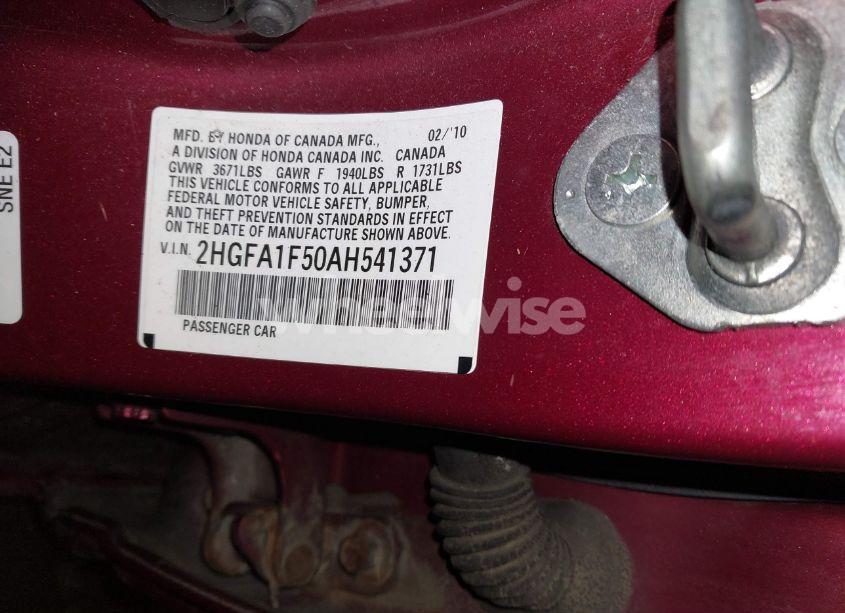 SNE E2
MFD. BY HONDA OF CANADA MFG., 02/'10
A DIVISION OF HONDA CANADA INC. CANADA
GVWR 3671LBS GAWR F 1940LBS R 1731LBS
THIS VEHICLE CONFORMS TO ALL APPLICABLE
FEDERAL MOTOR VEHICLE SAFETY, BUMPER,
AND THEFT PREVENTION STANDARDS IN EFFECT
ON THE DATE OF MANUFACTURE SHOWN ABOVE.
V.I.N. 2HGFA1F50AH541371
wheelwise
PASSENGER CAR